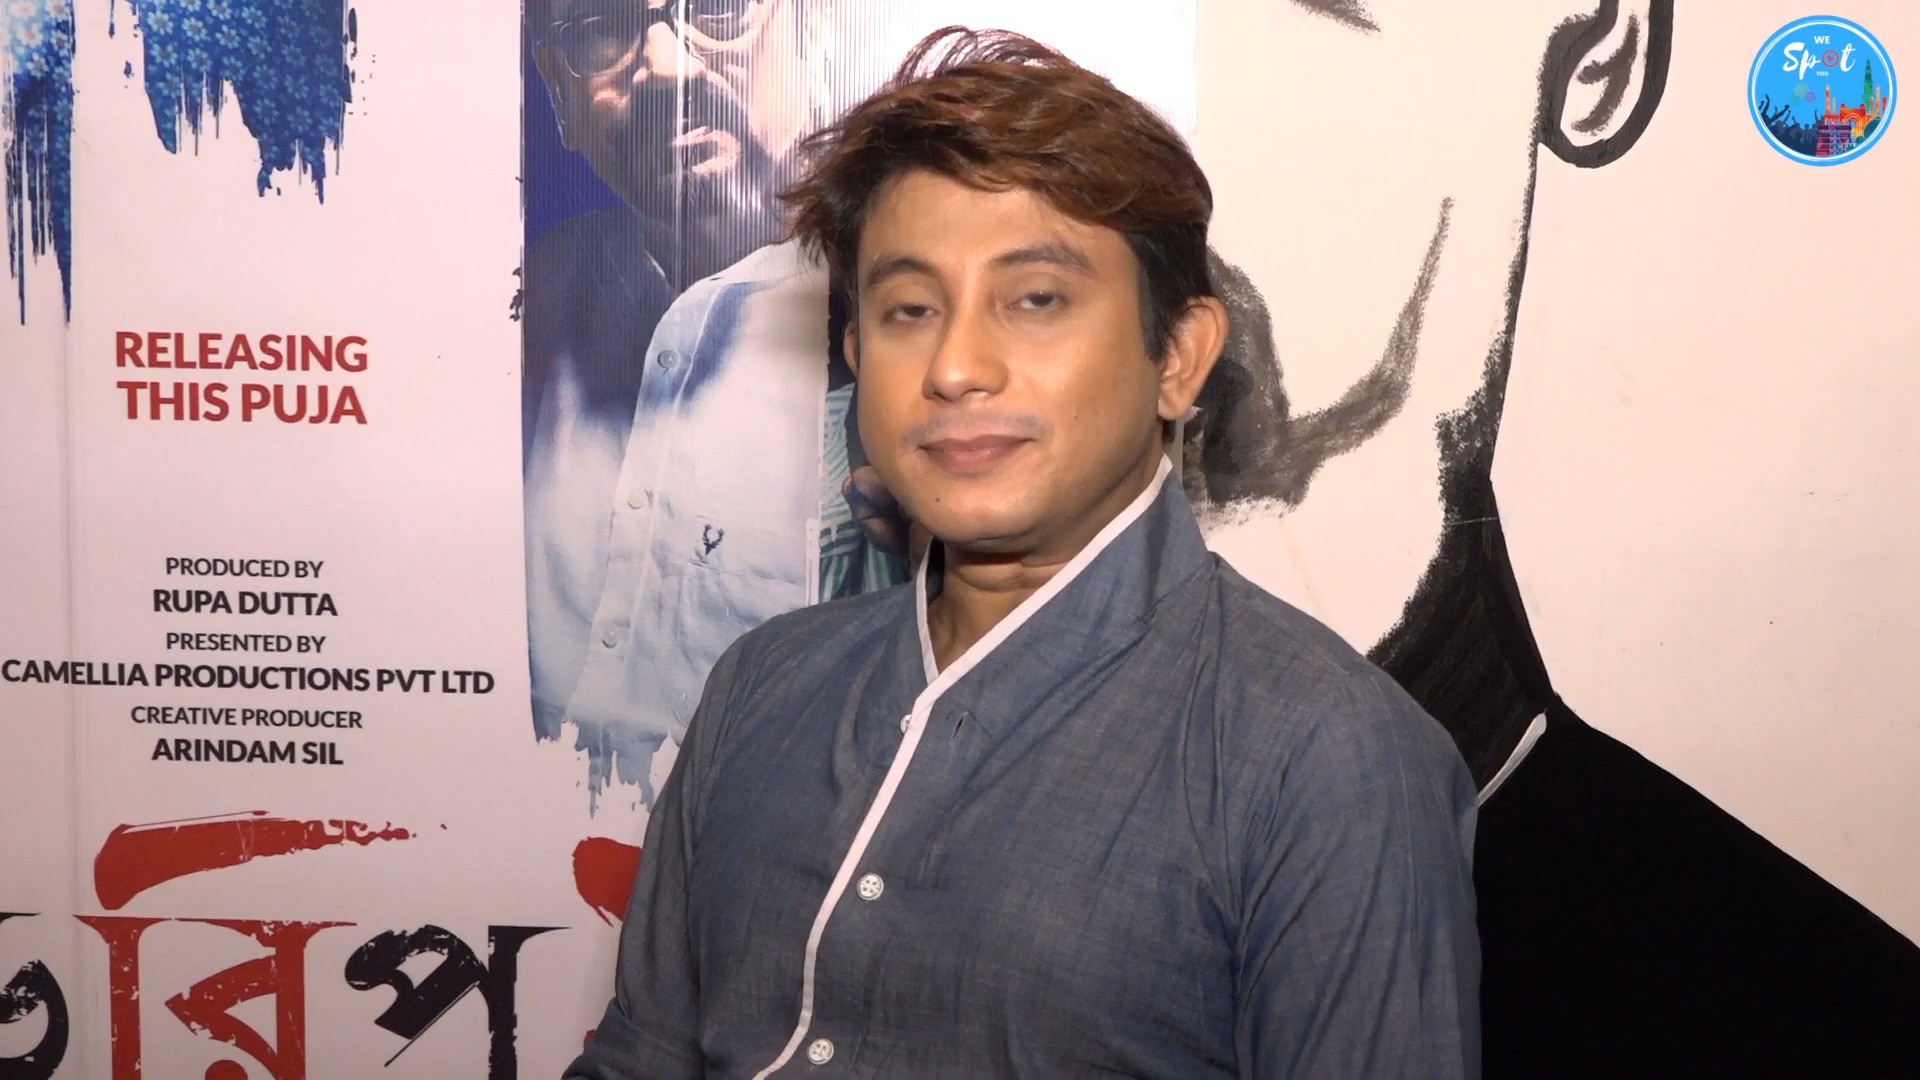 RELEASING
THIS PUJA
PRODUCED BY
RUPA DUTTA
PRESENTED BY
CAMELLIA PRODUCTIONS PVT LTD
CREATIVE PRODUCER
ARINDAM SIL
WE
Spot
YOU